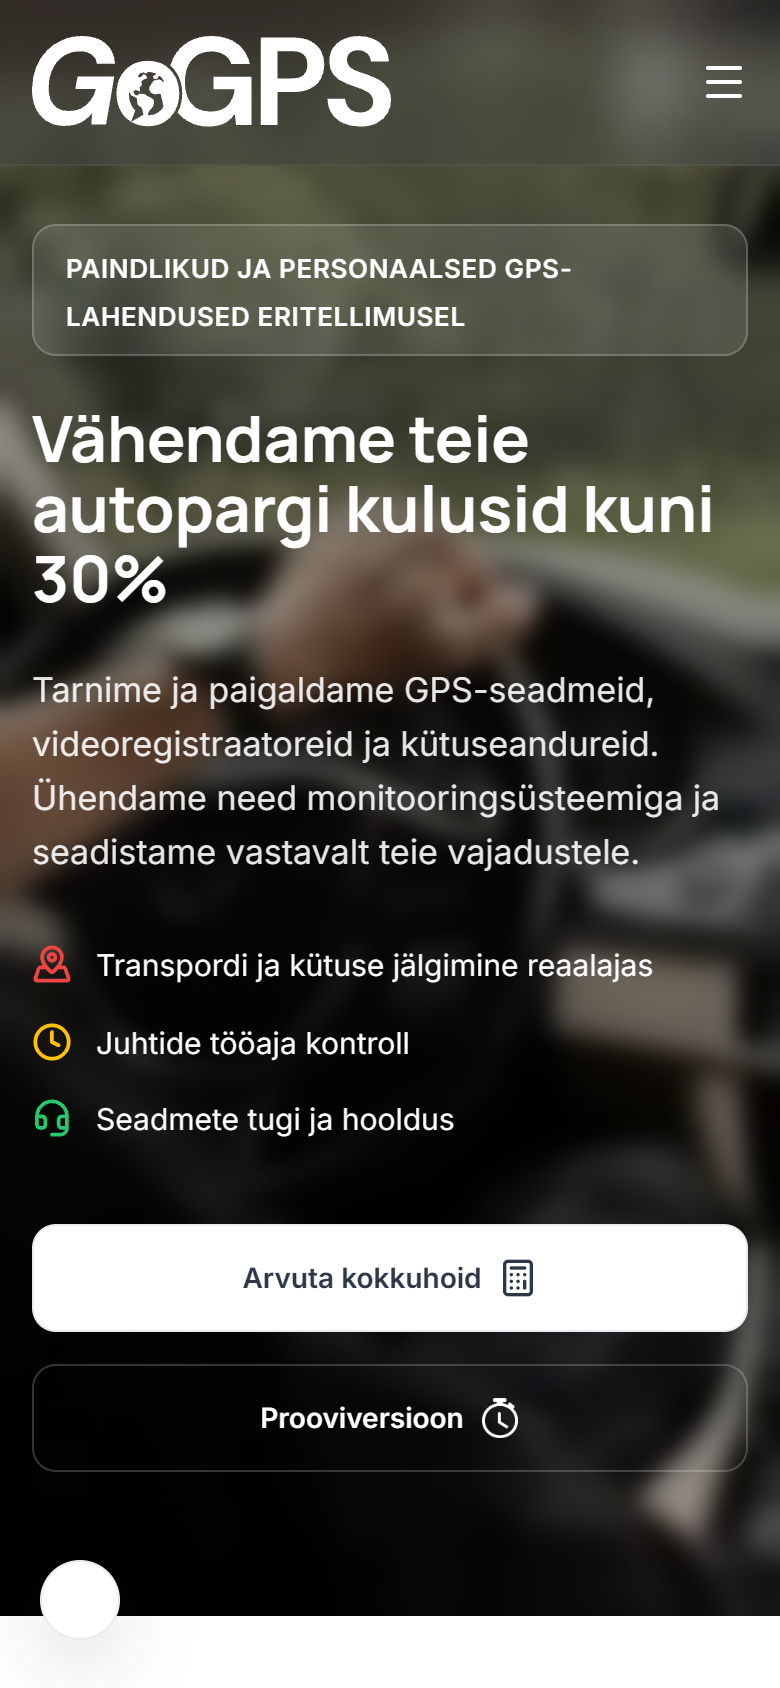 GoGPS
PAINDLIKUD JA PERSONAALSED GPS-
LAHENDUSED ERITELLIMUSEL
Vähendame teie
autopargi kulusid kuni
30%
Tarnime ja paigaldame GPS-seadmeid,
videoregistraatoreid ja kütuseandureid.
Ühendame need monitooringsüsteemiga ja
seadistame vastavalt teie vajadustele.
Transpordi ja kütuse jälgimine reaalajas
Juhtide tööaja kontroll
Seadmete tugi ja hooldus
Arvuta kokkuhoid
Prooviversioon